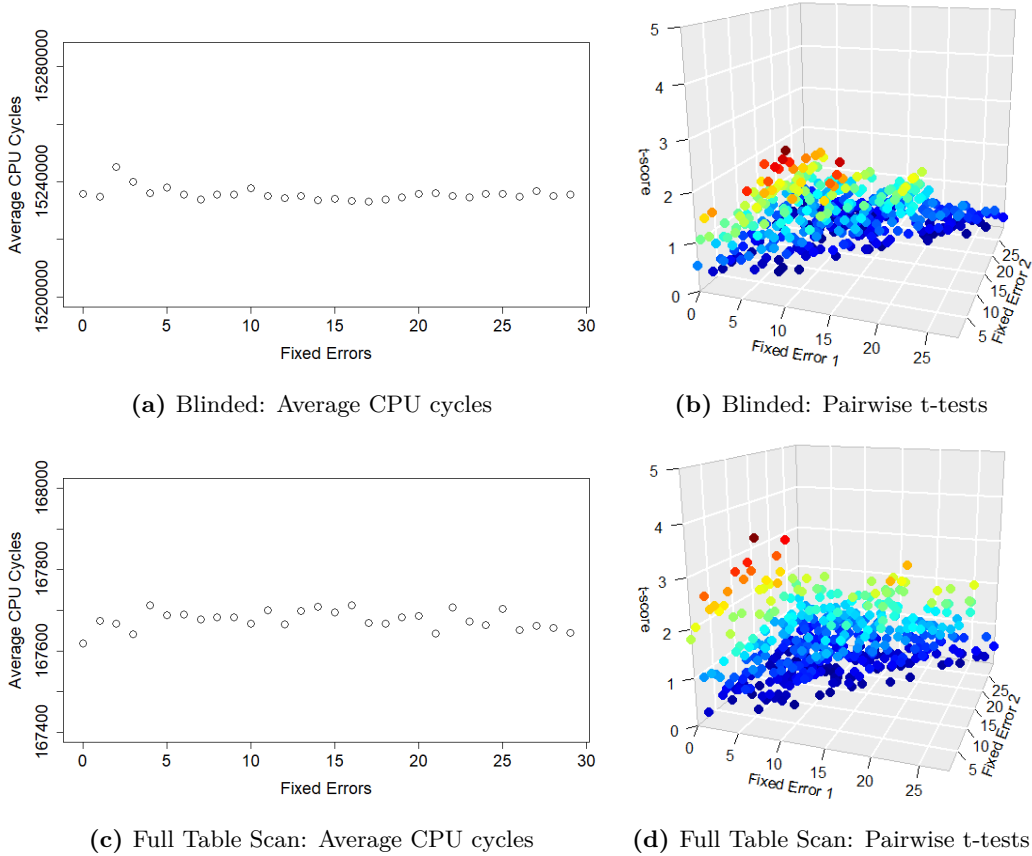 Average CPU Cycles
15280000
15240000
15200000
0 5 10 15 20 25 30
Fixed Errors
(a) Blinded: Average CPU cycles
5
4
3
2
1
0
t-score
0 5 10 15 20 25
Fixed Error 1
5 10 15 20 25
Fixed Error 2
(b) Blinded: Pairwise t-tests
Average CPU Cycles
168000
167800
167600
167400
0 5 10 15 20 25 30
Fixed Errors
(c) Full Table Scan: Average CPU cycles
5
4
3
2
1
0
t-score
0 5 10 15 20 25
Fixed Error 1
5 10 15 20 25
Fixed Error 2
(d) Full Table Scan: Pairwise t-tests